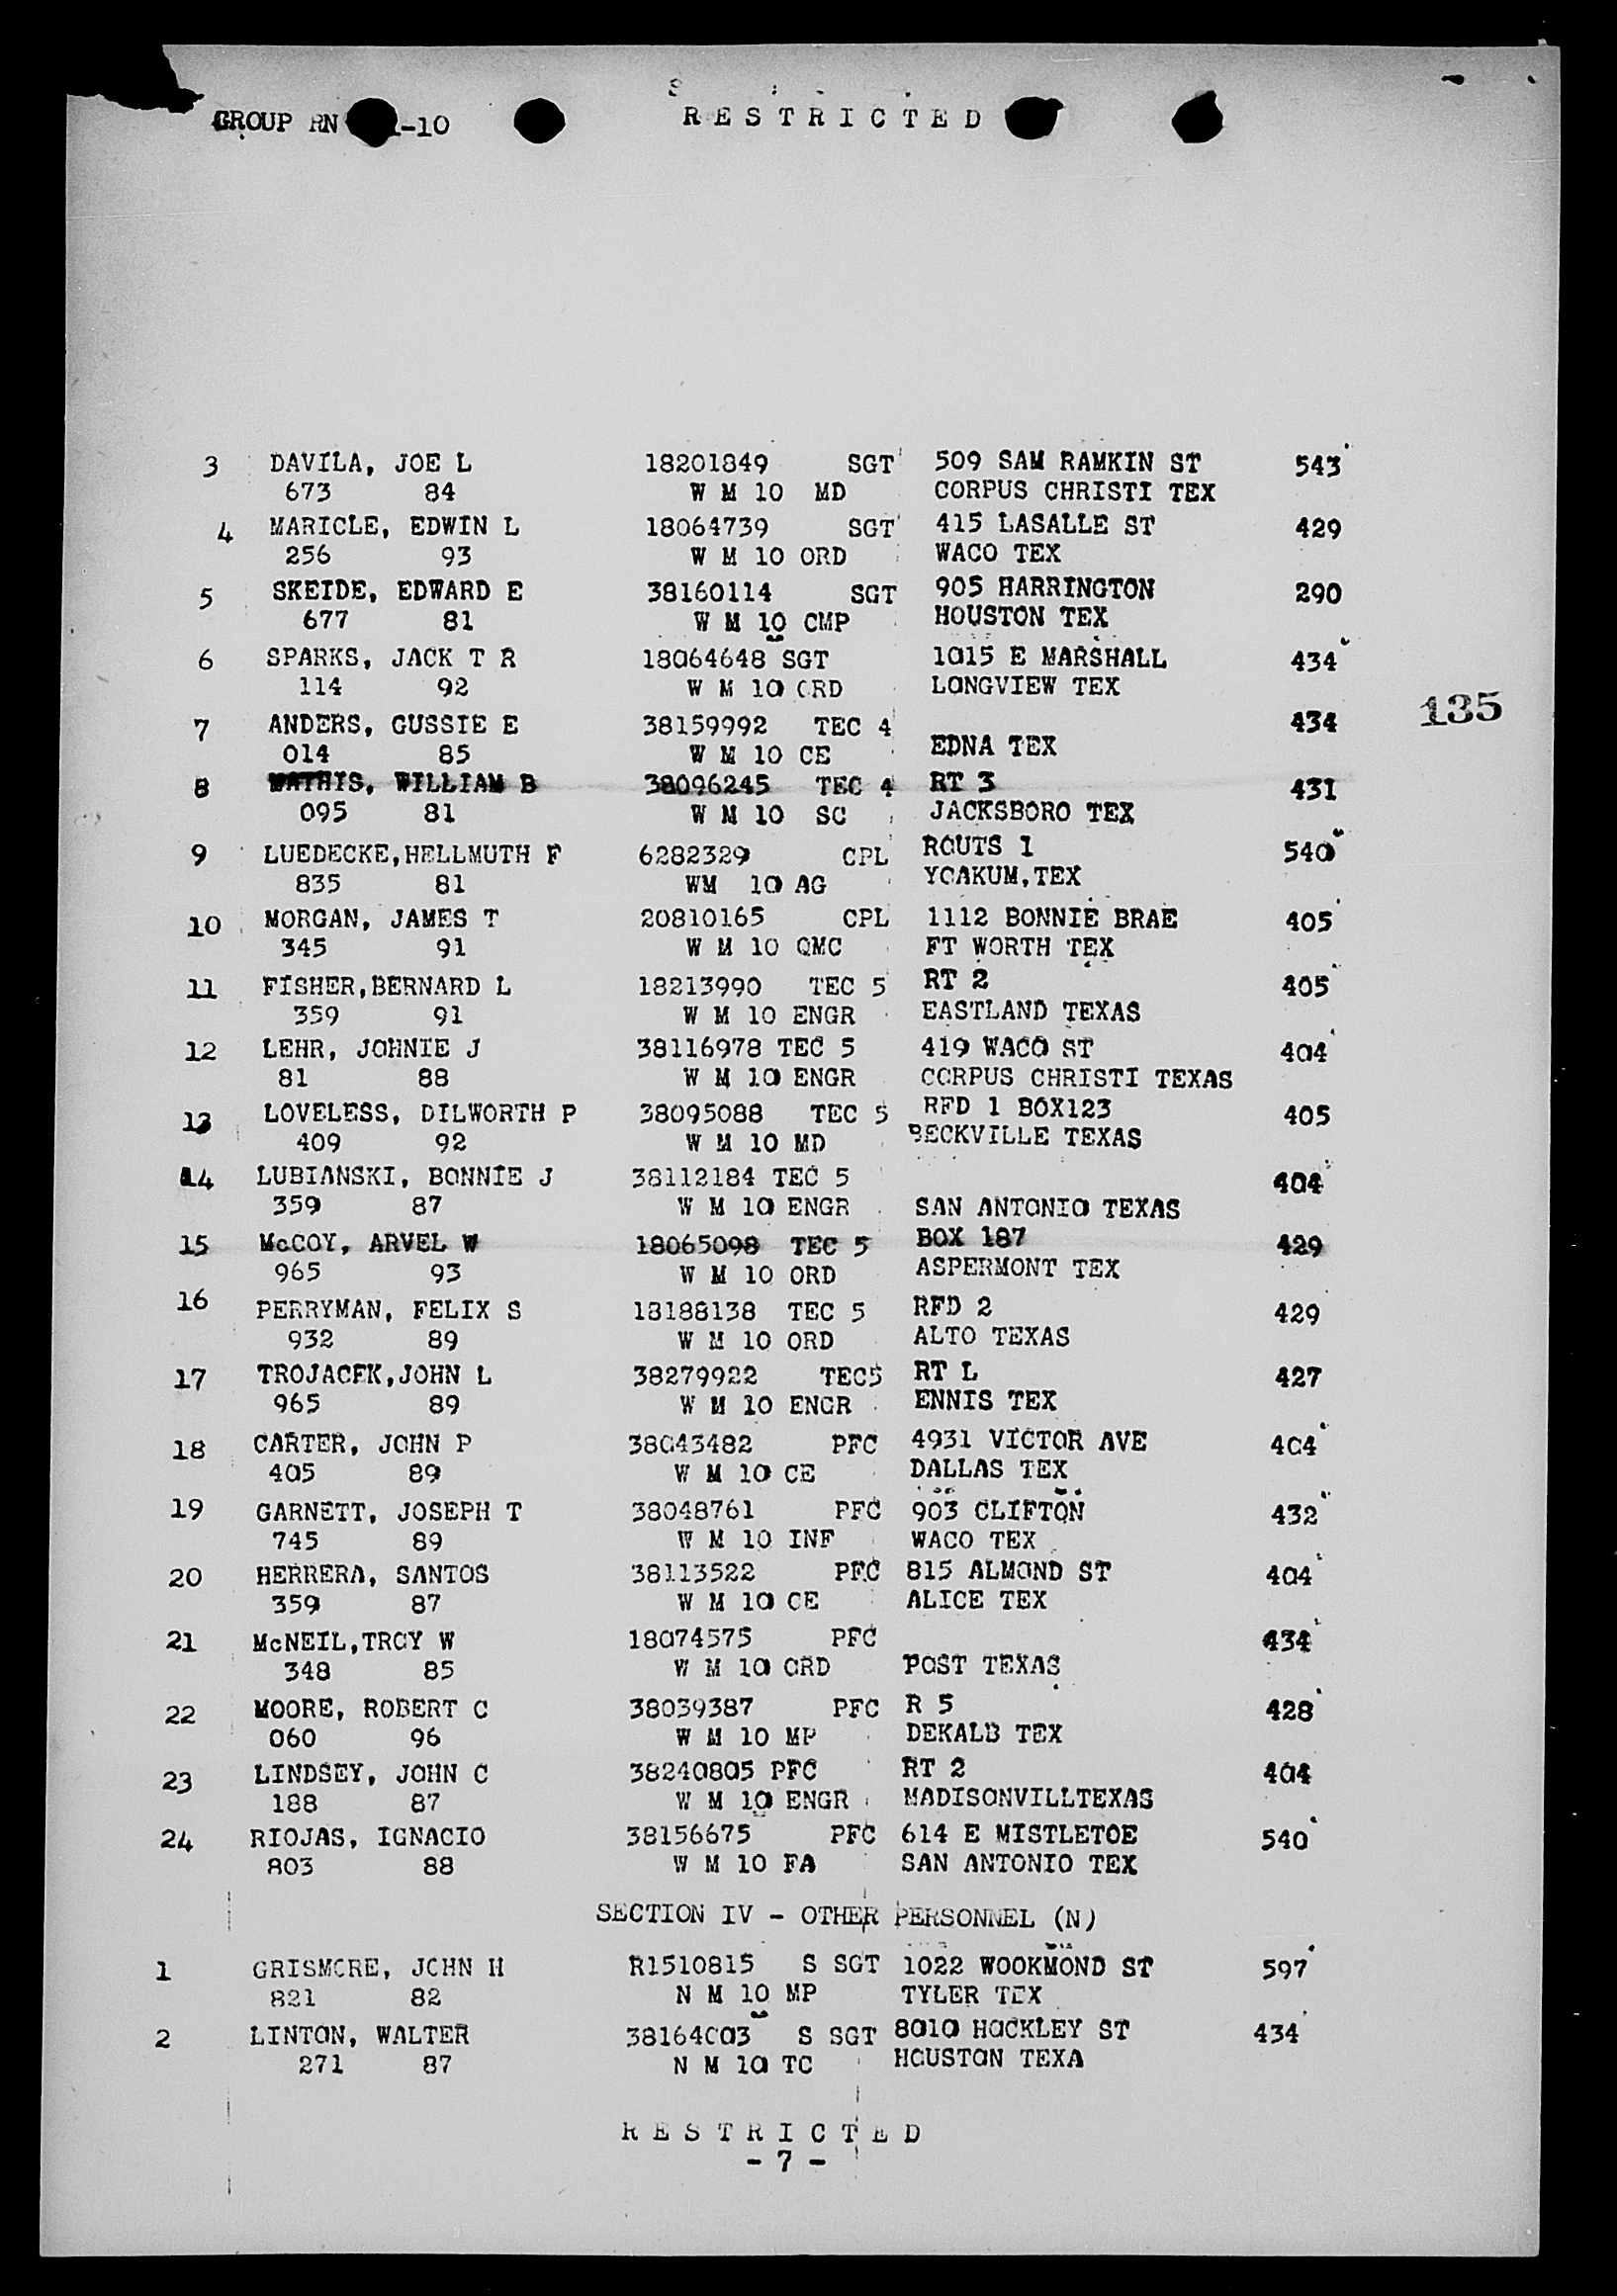 GROUP RN -10
R E S T R I C T E D
3 DAVILA, JOE L 18201849 SGT 509 SAM RAMKIN ST 543
673 84 W M 10 MD CORPUS CHRISTI TEX
4 MARICLE, EDWIN L 18064739 SGT 415 LASALLE ST 429
256 93 W M 10 ORD WACO TEX
5 SKEIDE, EDWARD E 38160114 SGT 905 HARRINGTON 290
677 81 W M 10 CMP HOUSTON TEX
6 SPARKS, JACK T R 18064648 SGT 1015 E MARSHALL 434
114 92 W M 10 ORD LONGVIEW TEX
135
7 ANDERS, GUSSIE E 38159992 TEC 4 434
014 85 W M 10 CE EDNA TEX
8 MATHIS, WILLIAM B 38096245 TEC 4 RT 3 431
095 81 W M 10 SC JACKSBORO TEX
9 LUEDECKE,HELLMUTH F 6282329 CPL ROUTS 1 540
835 81 WM 10 AG YOAKUM,TEX
10 MORGAN, JAMES T 20810165 CPL 1112 BONNIE BRAE 405
345 91 W M 10 QMC FT WORTH TEX
11 FISHER,BERNARD L 18213990 TEC 5 RT 2 405
359 91 W M 10 ENGR EASTLAND TEXAS
12 LEHR, JOHNIE J 38116978 TEC 5 419 WACO ST 404
81 88 W M 10 ENGR CORPUS CHRISTI TEXAS
13 LOVELESS, DILWORTH P 38095088 TEC 5 RFD 1 BOX123 405
409 92 W M 10 MD BECKVILLE TEXAS
14 LUBIANSKI, BONNIE J 38112184 TEC 5 404
359 87 W M 10 ENGR SAN ANTONIO TEXAS
15 McCOY, ARVEL W 18065098 TEC 5 BOX 187 429
965 93 W M 10 ORD ASPERMONT TEX
16 PERRYMAN, FELIX S 18188138 TEC 5 RFD 2 429
932 89 W M 10 ORD ALTO TEXAS
17 TROJACEK,JOHN L 38279922 TEC5 RT L 427
965 89 W M 10 ENGR ENNIS TEX
18 CARTER, JOHN P 38043482 PFC 4931 VICTOR AVE 404
405 89 W M 10 CE DALLAS TEX
19 GARNETT, JOSEPH T 38048761 PFC 903 CLIFTON 432
745 89 W M 10 INF WACO TEX
20 HERRERA, SANTOS 38113522 PFC 815 ALMOND ST 404
359 87 W M 10 CE ALICE TEX
21 McNEIL,TROY W 18074575 PFC 434
348 85 W M 10 ORD POST TEXAS
22 MOORE, ROBERT C 38039387 PFC R 5 428
060 96 W M 10 MP DEKALB TEX
23 LINDSEY, JOHN C 38240805 PFC RT 2 404
188 87 W M 10 ENGR MADISONVILLTEXAS
24 RIOJAS, IGNACIO 38156675 PFC 614 E MISTLETOE 540
803 88 W M 10 FA SAN ANTONIO TEX
SECTION IV - OTHER PERSONNEL (N)
1 GRISMORE, JOHN H R1510815 S SGT 1022 WOOKMOND ST 597
821 82 N M 10 MP TYLER TEX
2 LINTON, WALTER 38164003 S SGT 8010 HOCKLEY ST 434
271 87 N M 10 TC HOUSTON TEXA
R E S T R I C T E D
- 7 -